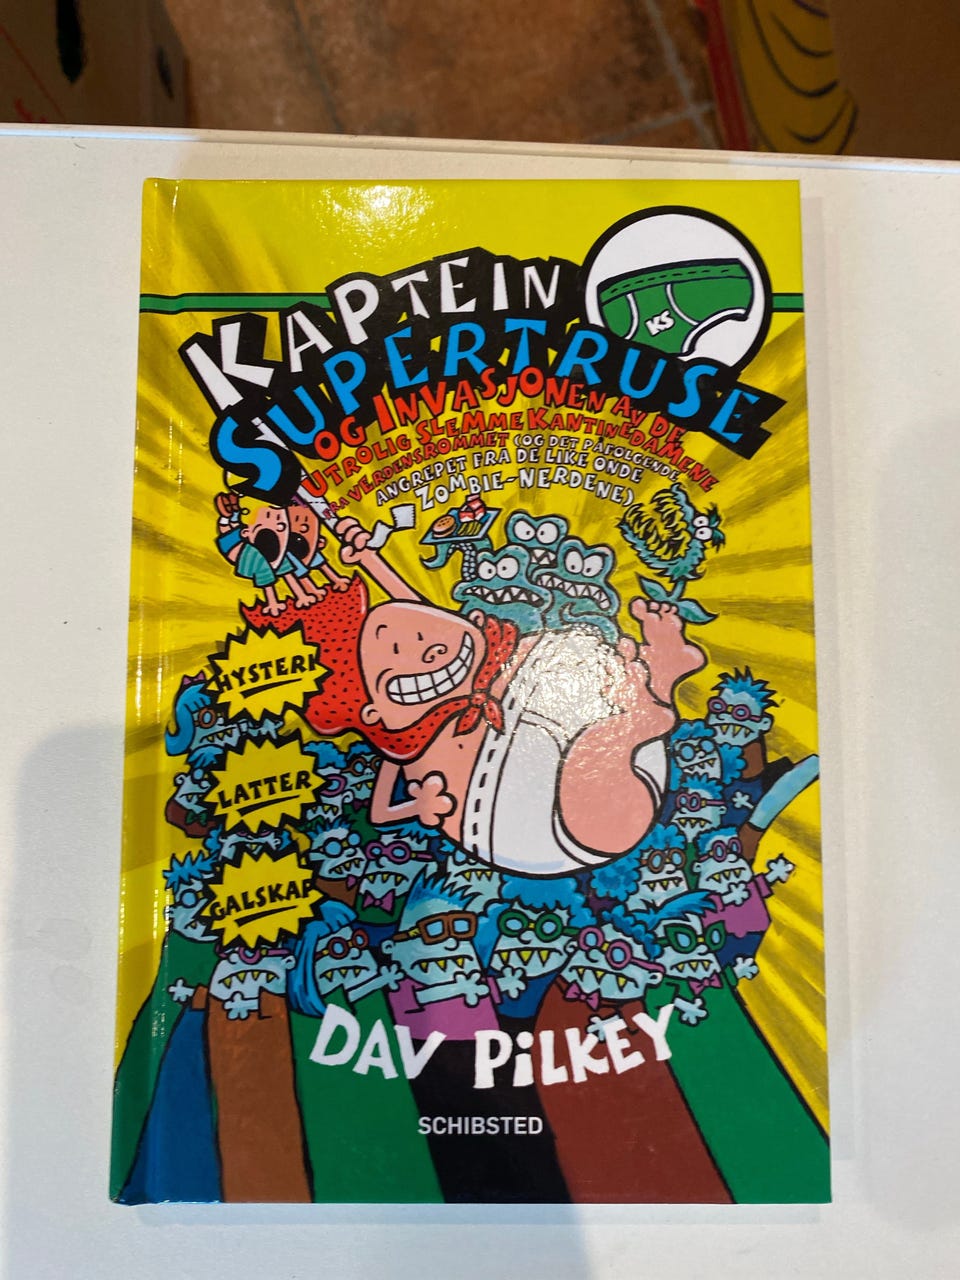 KAPTEIN
SUPERTRUSE
KS
OG INVASJONEN AV DE
UTROLIG SLEMME KANTINEDAMENE
FRA VERDENSROMMET (OG DET PÅFØLGENDE
ANGREPET FRA DE LIKE ONDE
ZOMBIE-NERDENE)
HYSTERI
LATTER
GALSKAP
DAV PILKEY
SCHIBSTED